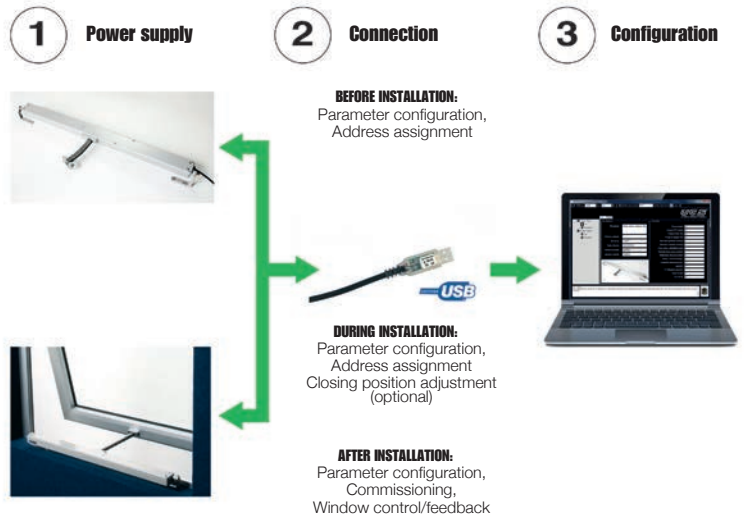 1 Power supply
2 Connection
3 Configuration
BEFORE INSTALLATION:
Parameter configuration,
Address assignment
USB
DURING INSTALLATION:
Parameter configuration,
Address assignment
Closing position adjustment
(optional)
AFTER INSTALLATION:
Parameter configuration,
Commissioning,
Window control/feedback